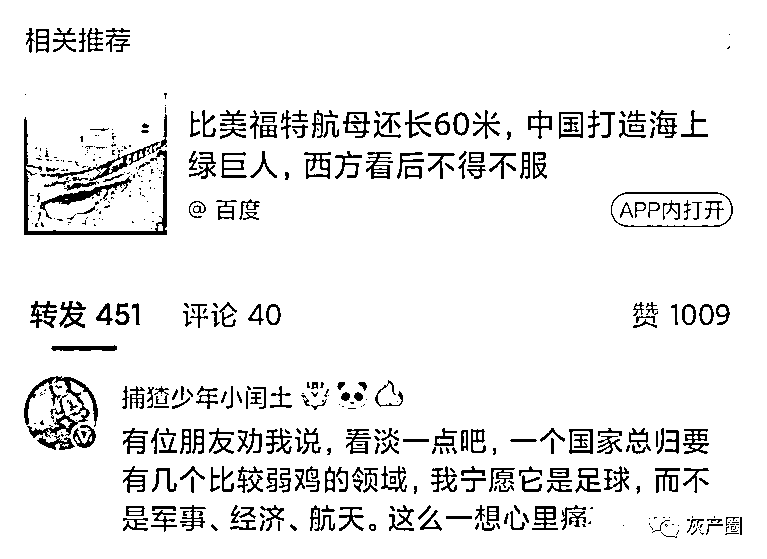 相关推荐
比美福特航母还长60米，中国打造海上
绿巨人，西方看后不得不服
@ 百度
APP内打开
转发 451 评论 40 赞 1009
捕猹少年小闰土
有位朋友劝我说，看淡一点吧，一个国家总归要
有几个比较弱鸡的领域，我宁愿它是足球，而不
是军事、经济、航天。这么一想心里痛
灰产圈